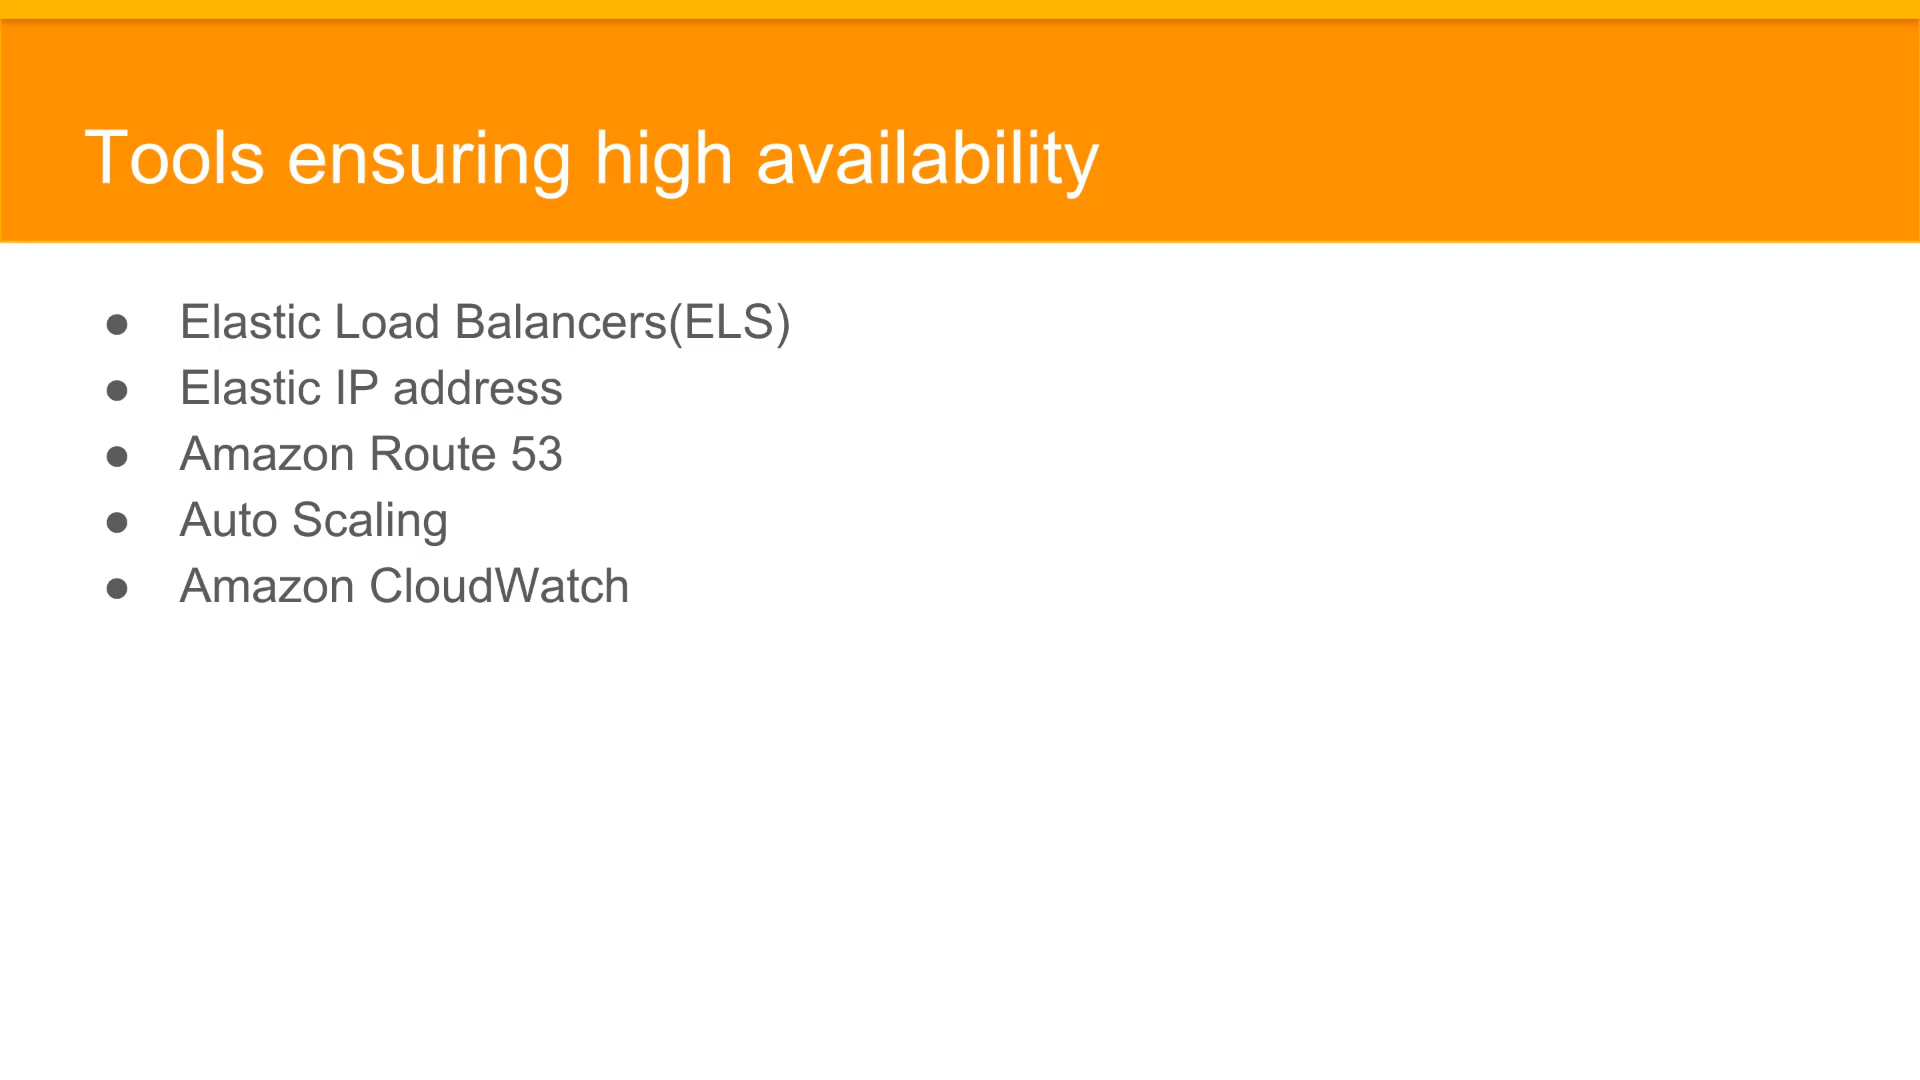 Tools ensuring high availability
● Elastic Load Balancers(ELS)
● Elastic IP address
● Amazon Route 53
● Auto Scaling
● Amazon CloudWatch